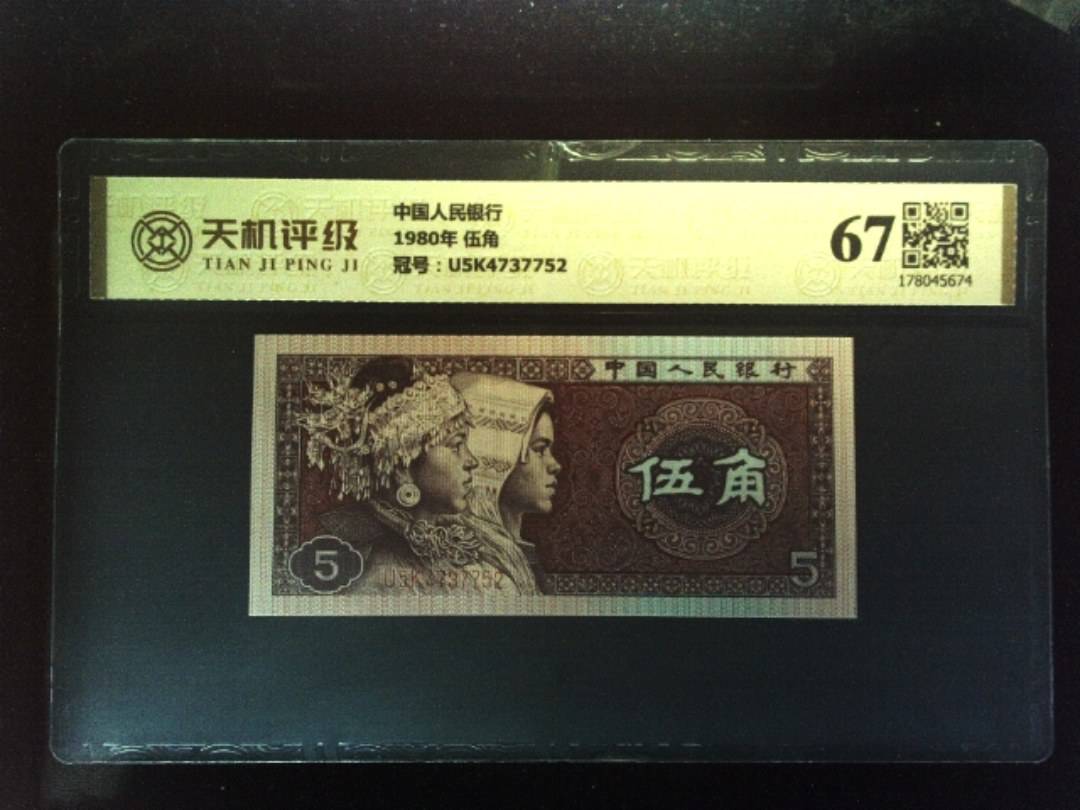 天机评级
TIAN JI PING JI
中国人民银行
1980年 伍角
冠号：U5K4737752
67
178045674
中国人民银行
伍角
5
U5K4737752
5